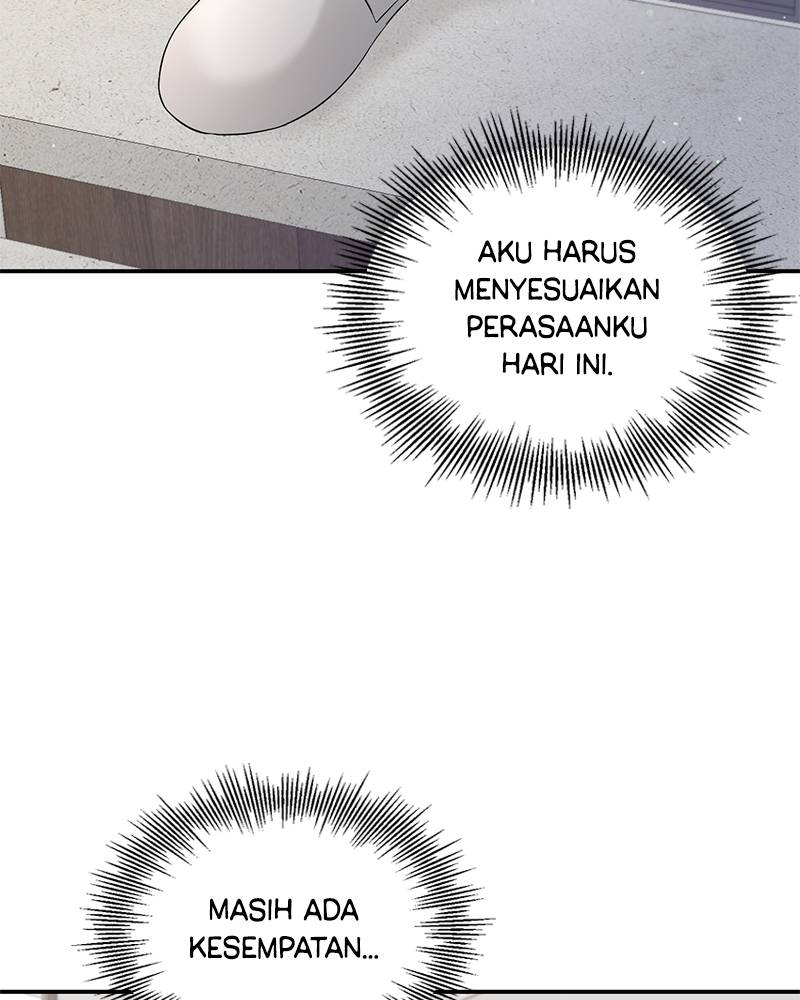 AKU HARUS
MENYESUAIKAN
PERASAANKU
HARI INI.
MASIH ADA
KESEMPATAN...